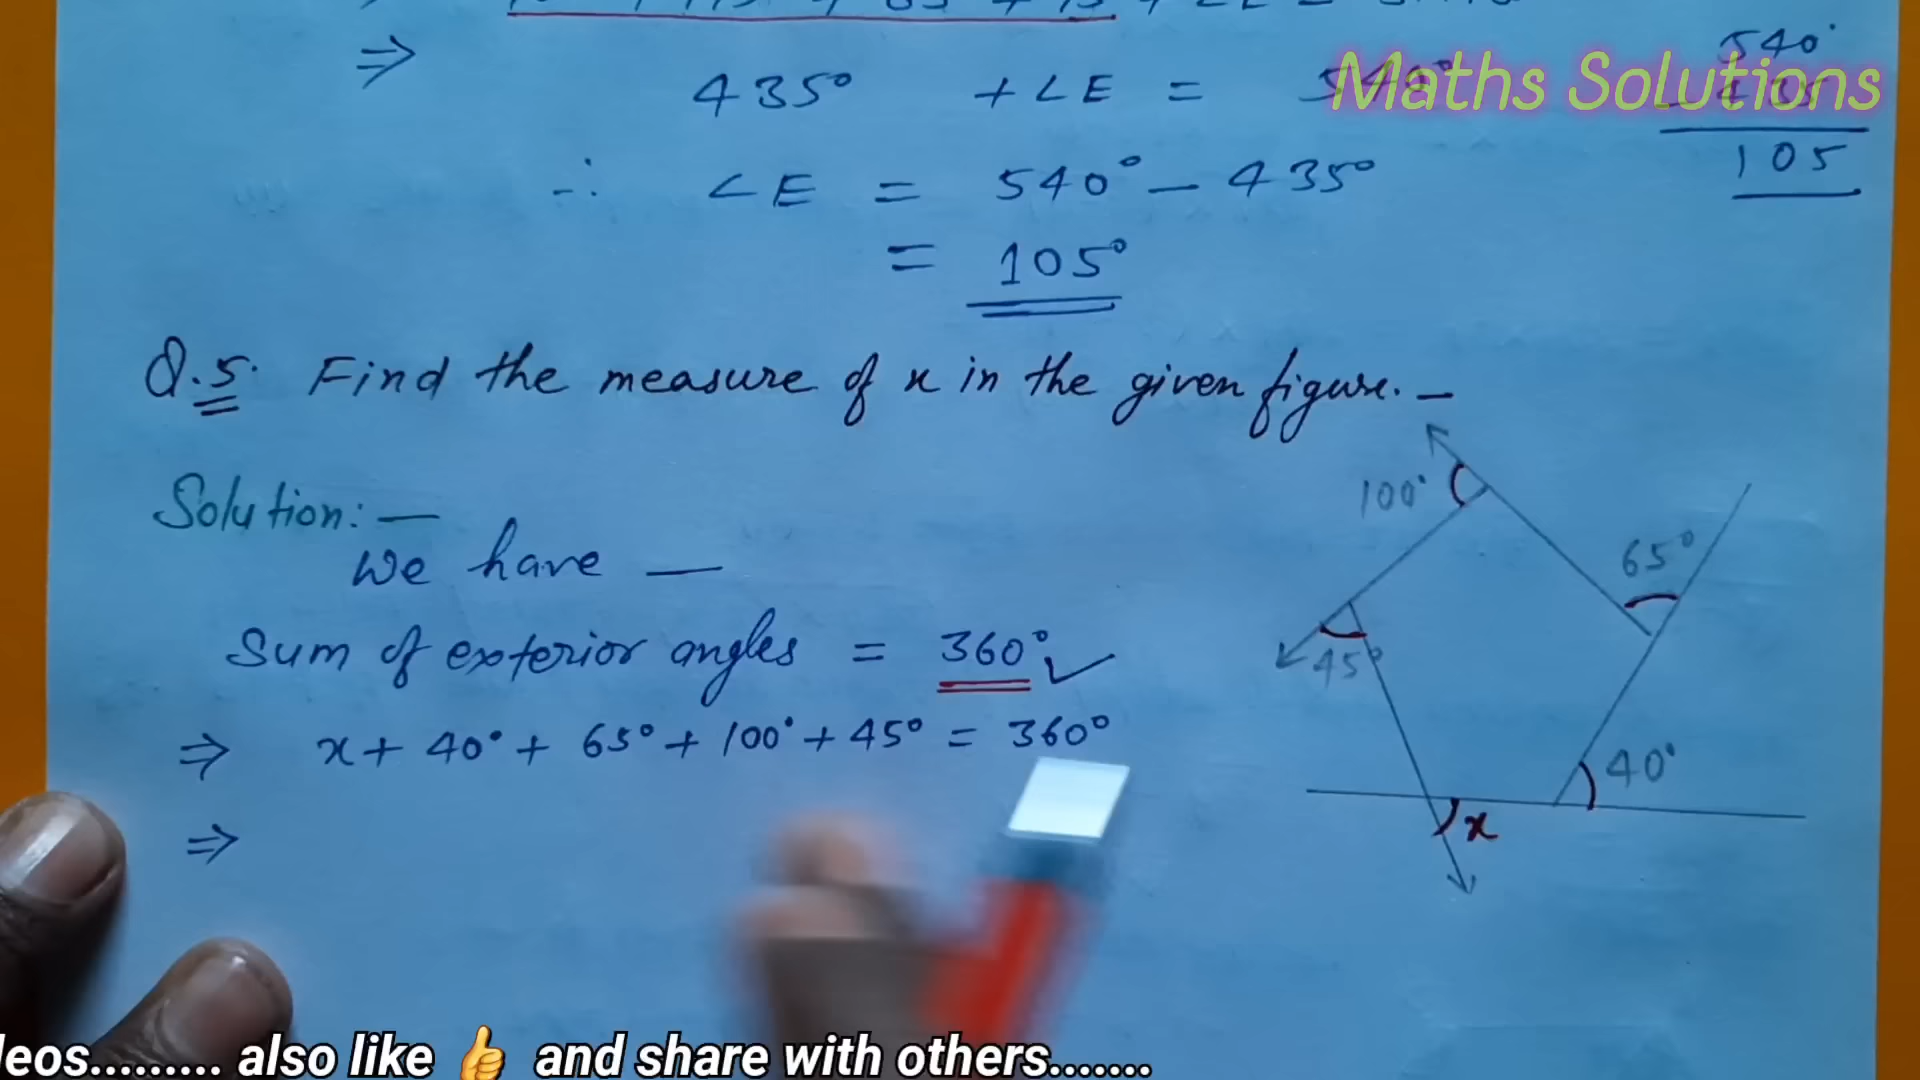 ⇒ 435° + ∠E = 540°
∴ ∠E = 540° - 435°
= 105°
540°
- 435
105
Maths Solutions
Q.5. Find the measure of x in the given figure. —
Solution: —
We have —
Sum of exterior angles = 360° ✓
⇒ x + 40° + 65° + 100° + 45° = 360°
⇒
100°
65°
45°
40°
x
deos......... also like 👍 and share with others.......